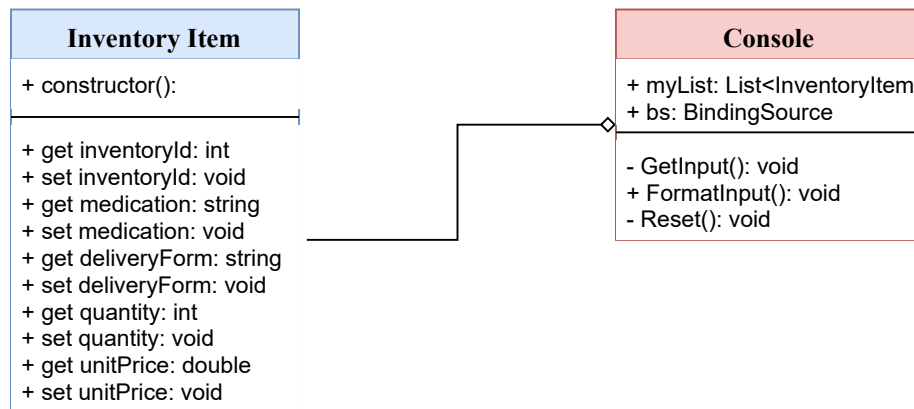 Inventory Item
+ constructor():
+ get inventoryId: int
+ set inventoryId: void
+ get medication: string
+ set medication: void
+ get deliveryForm: string
+ set deliveryForm: void
+ get quantity: int
+ set quantity: void
+ get unitPrice: double
+ set unitPrice: void
Console
+ myList: List<InventoryItem
+ bs: BindingSource
- GetInput(): void
+ FormatInput(): void
- Reset(): void